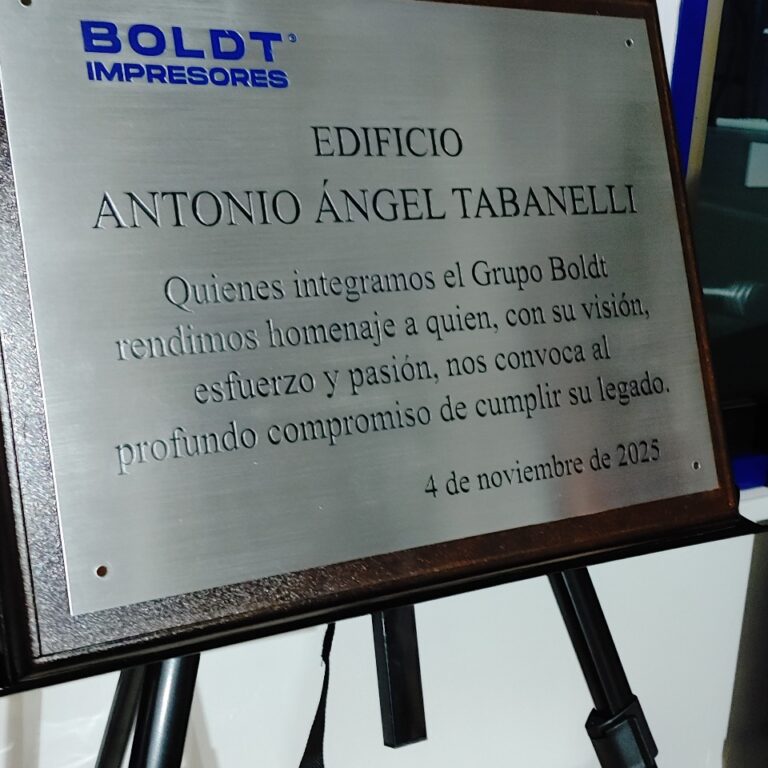 BOLDT
IMPRESORES
EDIFICIO
ANTONIO ÁNGEL TABANELLI
Quienes integramos el Grupo Boldt
rendimos homenaje a quien, con su visión,
esfuerzo y pasión, nos convoca al
profundo compromiso de cumplir su legado.
4 de noviembre de 2025